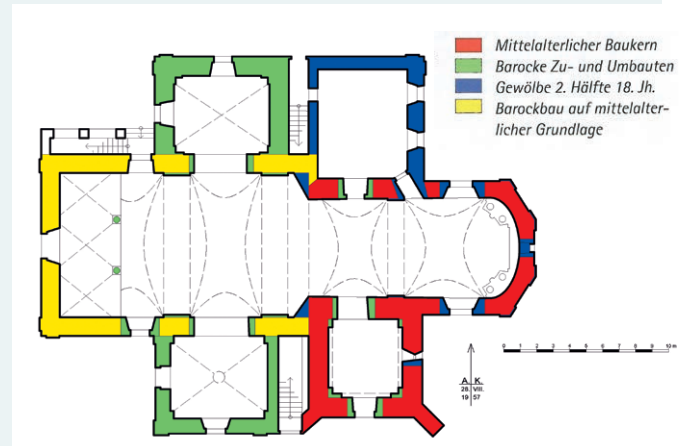 Mittelalterlicher Baukern
Barocke Zu- und Umbauten
Gewölbe 2. Hälfte 18. Jh.
Barockbau auf mittelalter-
licher Grundlage
0 1 2 3 4 5 6 7 8 9 10 m
A. K.
28. VIII.
19 57